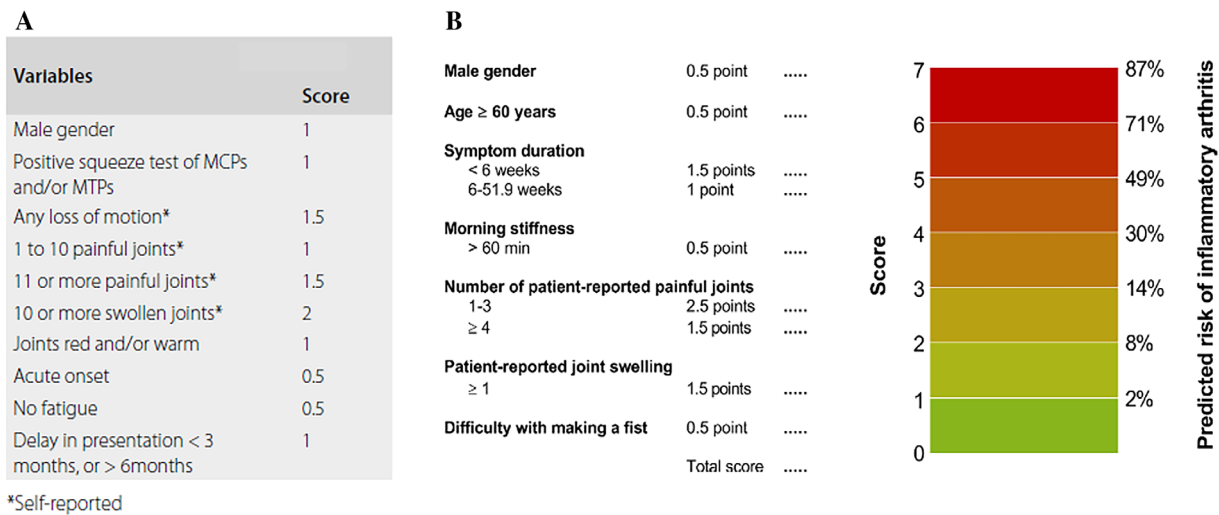 A
Variables
Score
Male gender 1
Positive squeeze test of MCPs 1
and/or MTPs
Any loss of motion* 1.5
1 to 10 painful joints* 1
11 or more painful joints* 1.5
10 or more swollen joints* 2
Joints red and/or warm 1
Acute onset 0.5
No fatigue 0.5
Delay in presentation < 3 1
months, or > 6months
*Self-reported
B
Male gender 0.5 point .....
Age ≥ 60 years 0.5 point .....
Symptom duration
< 6 weeks 1.5 points .....
6-51.9 weeks 1 point .....
Morning stiffness
> 60 min 0.5 point .....
Number of patient-reported painful joints
1-3 2.5 points .....
≥ 4 1.5 points .....
Patient-reported joint swelling
≥ 1 1.5 points .....
Difficulty with making a fist 0.5 point .....
Total score .....
Score
7 87%
6 71%
5 49%
4 30%
3 14%
2 8%
1 2%
0
Predicted risk of inflammatory arthritis